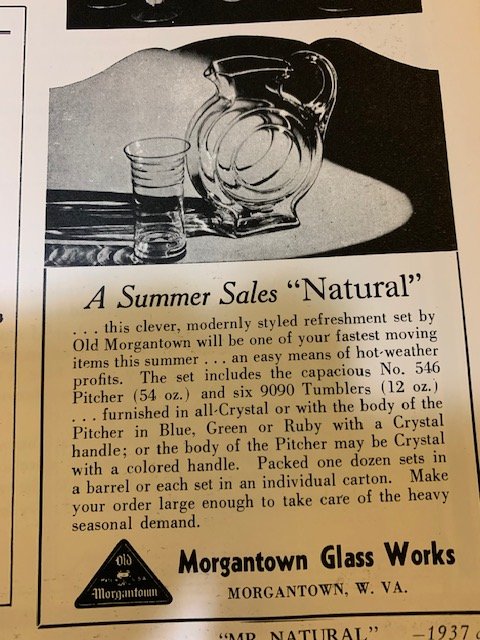 A Summer Sales "Natural"
. . . this clever, modernly styled refreshment set by
Old Morgantown will be one of your fastest moving
items this summer . . . an easy means of hot-weather
profits. The set includes the capacious No. 546
Pitcher (54 oz.) and six 9090 Tumblers (12 oz.)
. . . furnished in all-Crystal or with the body of the
Pitcher in Blue, Green or Ruby with a Crystal
handle; or the body of the Pitcher may be Crystal
with a colored handle. Packed one dozen sets in
a barrel or each set in an individual carton. Make
your order large enough to take care of the heavy
seasonal demand.
Old
Morgantown
Morgantown Glass Works
MORGANTOWN, W. VA.
"MR. NATURAL" —1937